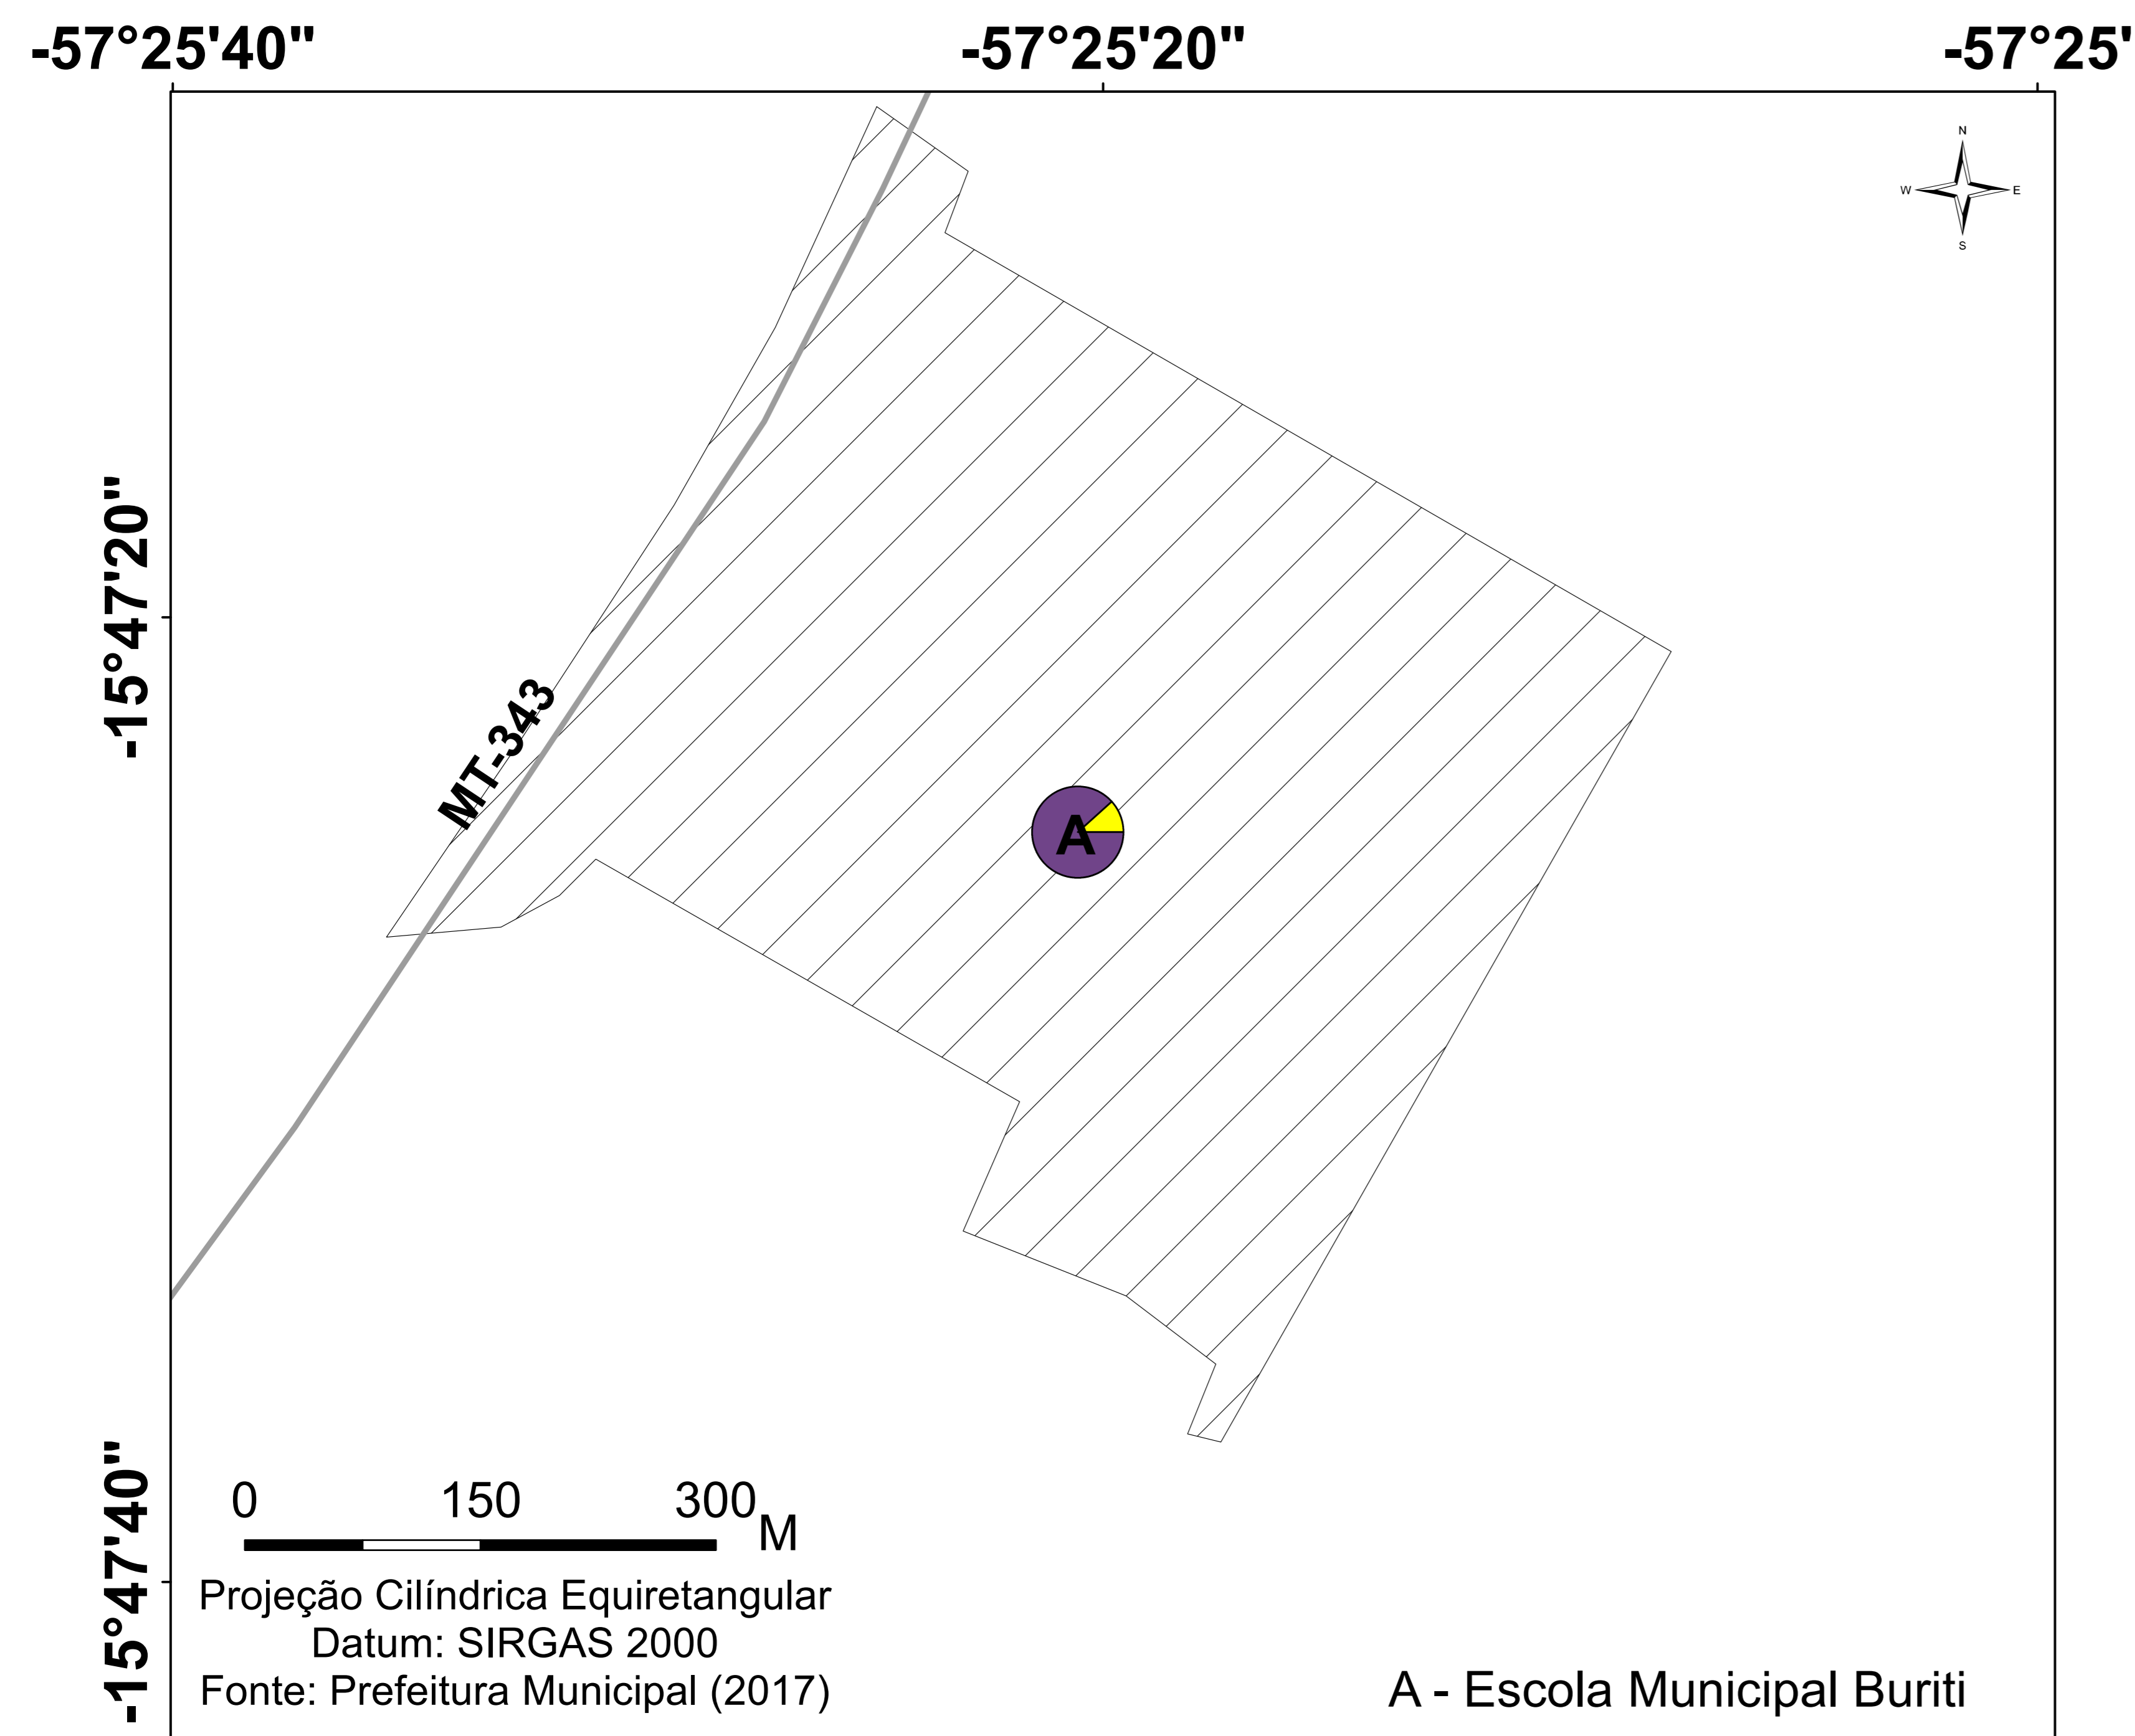 -57°25'40" -57°25'20" -57°25'
N
W E
S
-15°47'20"
MT-343
A
-15°47'40"
0 150 300
M
Projeção Cilíndrica Equiretangular
Datum: SIRGAS 2000
Fonte: Prefeitura Municipal (2017)
A - Escola Municipal Buriti